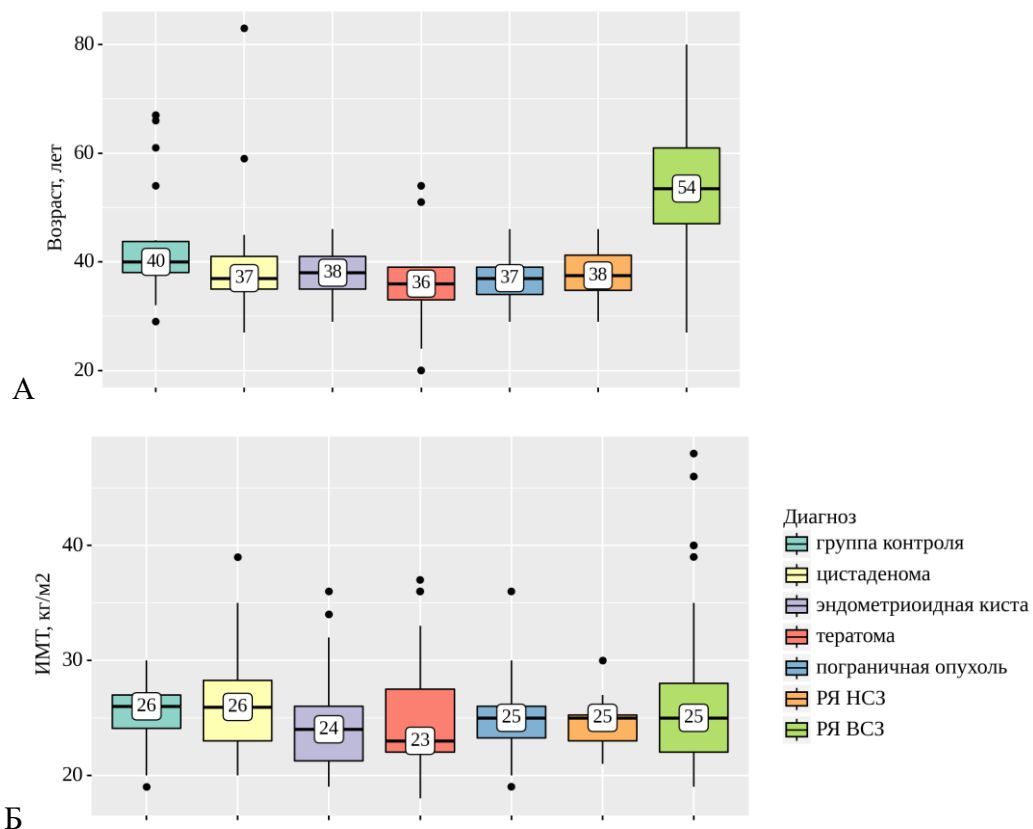 80
60
40
20
Возраст, лет
40
37
38
36
37
38
54
А
40
30
20
ИМТ, кг/м2
26
26
24
23
25
25
25
Б
Диагноз
группа контроля
цистаденома
эндометриоидная киста
тератома
пограничная опухоль
РЯ НСЗ
РЯ ВСЗ